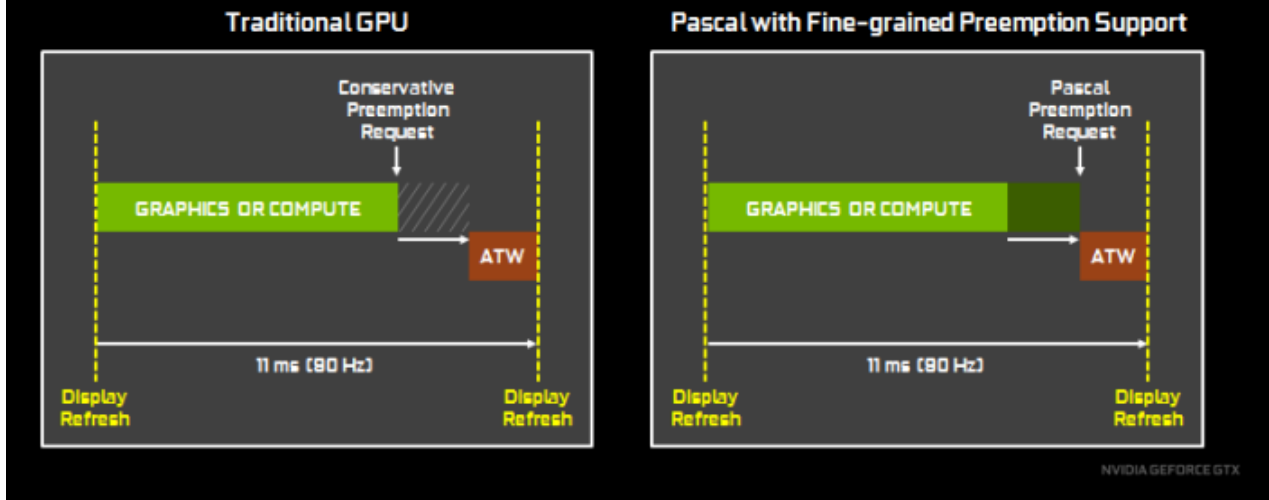 Traditional GPU
Conservative
Preemption
Request
GRAPHICS OR COMPUTE
ATW
11 ms (90 Hz)
Display
Refresh
Display
Refresh
Pascal with Fine-grained Preemption Support
Pascal
Preemption
Request
GRAPHICS OR COMPUTE
ATW
11 ms (90 Hz)
Display
Refresh
Display
Refresh
NVIDIA GEFORCE GTX